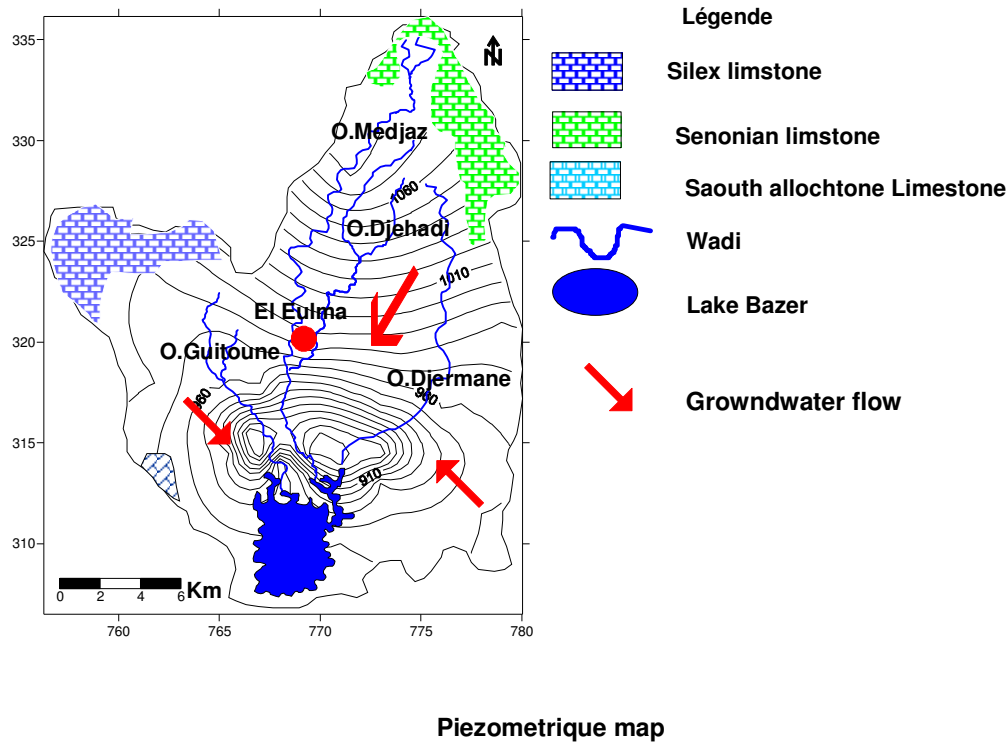 Légende
Silex limstone
Senonian limstone
Saouth allochtone Limestone
Wadi
Lake Bazer
Growndwater flow
335
330
325
320
315
310
760
765
770
775
780
N
O.Medjaz
1060
O.Djehadi
1010
El Eulma
O.Guitoune
O.Djermane
960
960
910
Km
0 2 4 6
Piezometrique map